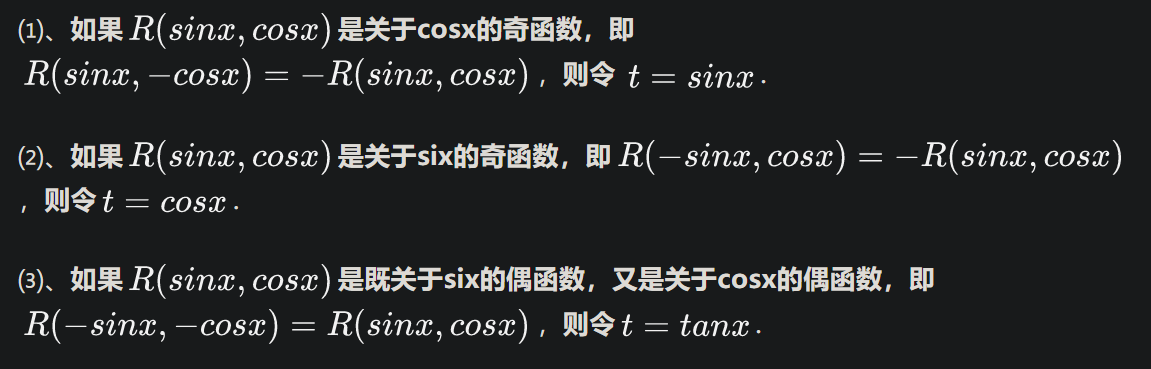 (1)、如果 R(sinx, cosx) 是关于cosx的奇函数，即
R(sinx, −cosx) = −R(sinx, cosx) ，则令 t = sinx .
(2)、如果 R(sinx, cosx) 是关于six的奇函数，即 R(−sinx, cosx) = −R(sinx, cosx)
，则令 t = cosx .
(3)、如果 R(sinx, cosx) 是既关于six的偶函数，又是关于cosx的偶函数，即
R(−sinx, −cosx) = R(sinx, cosx) ，则令 t = tanx .